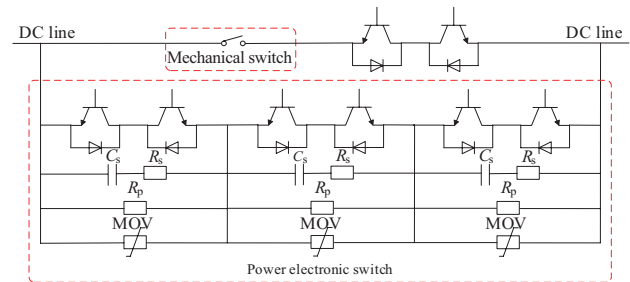 DC line DC line
Mechanical switch
Cs Rs Cs Rs Cs Rs
Rp Rp Rp
MOV MOV MOV
Power electronic switch